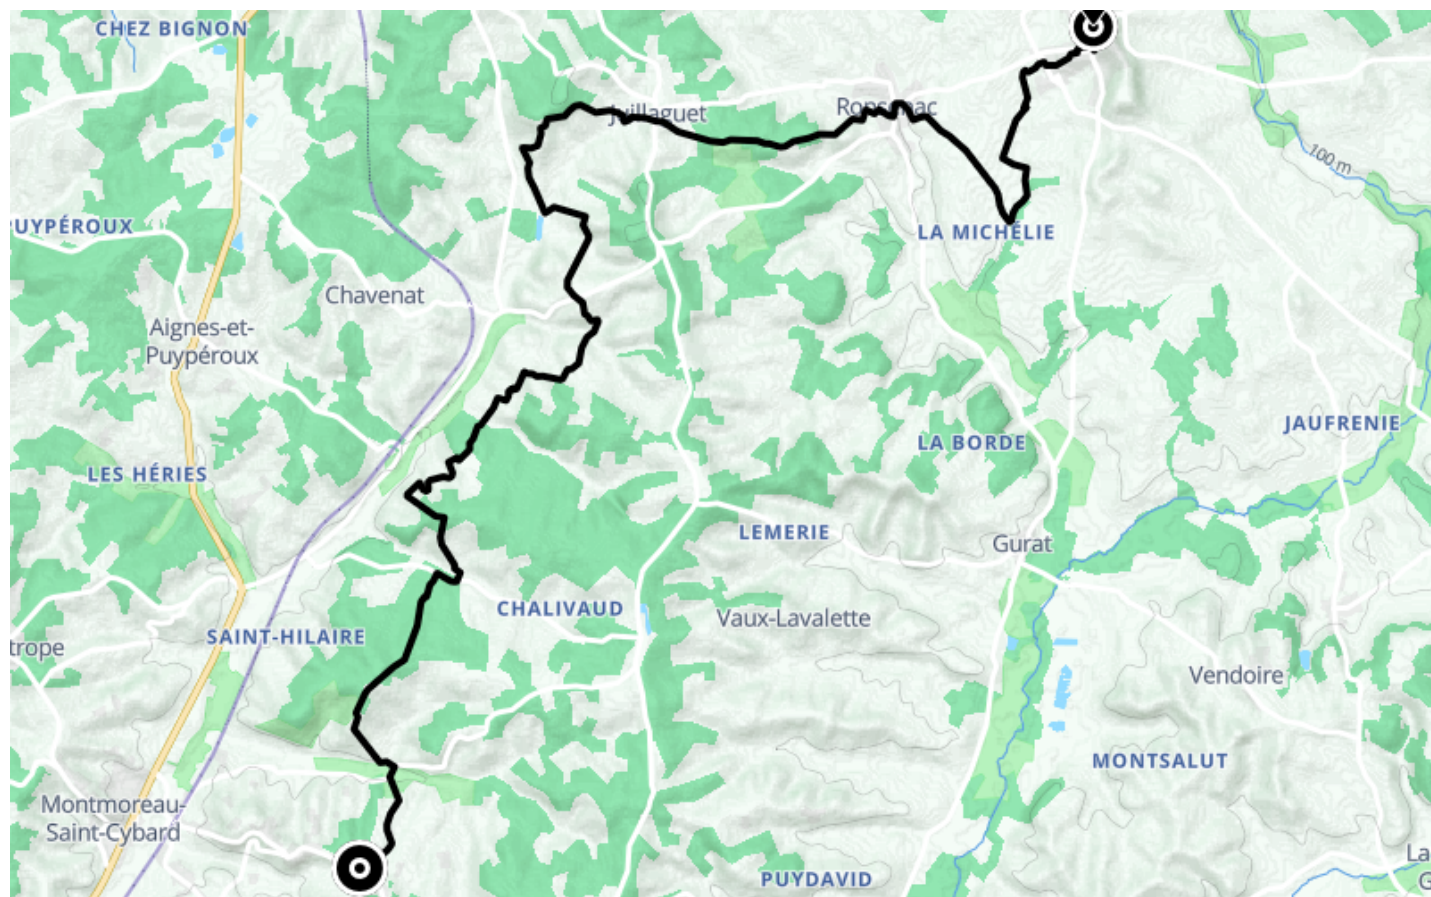 CHEZ BIGNON
Juillaguet
Ronsenac
100 m
PUYPÉROUX
LA MICHÉLIE
Chavenat
Aignes-et-
Puypéroux
JAUFRENIE
LA BORDE
LES HÉRIES
LEMERIE
Gurat
CHALIVAUD
Vaux-Lavalette
SAINT-HILAIRE
trope
Vendoire
MONTSALUT
Montmoreau-
Saint-Cybard
La
G
PUYDAVID